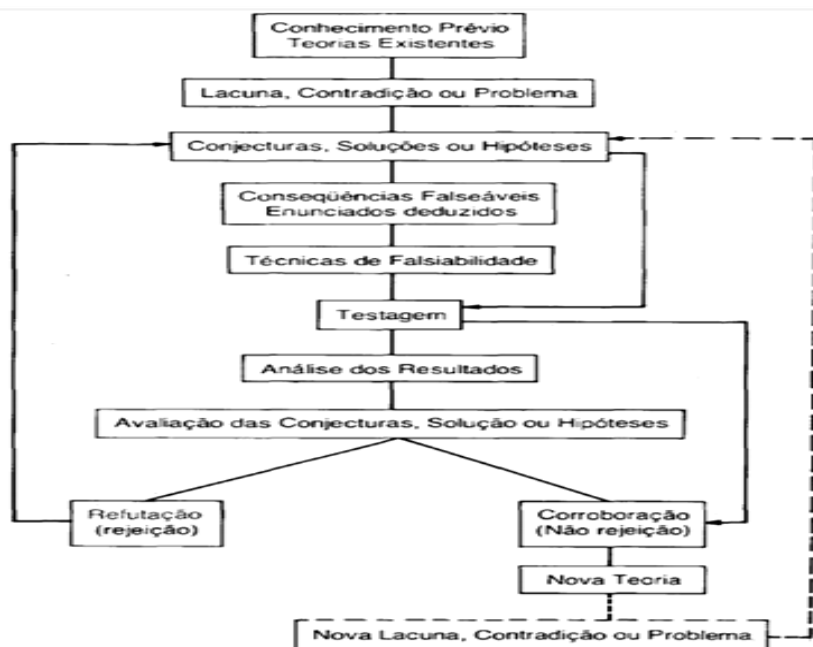 Conhecimento Prévio
Teorias Existentes
Lacuna, Contradição ou Problema
Conjecturas, Soluções ou Hipóteses
Conseqüências Falseáveis
Enunciados deduzidos
Técnicas de Falsiabilidade
Testagem
Análise dos Resultados
Avaliação das Conjecturas, Solução ou Hipóteses
Refutação
(rejeição)
Corroboração
(Não rejeição)
Nova Teoria
Nova Lacuna, Contradição ou Problema